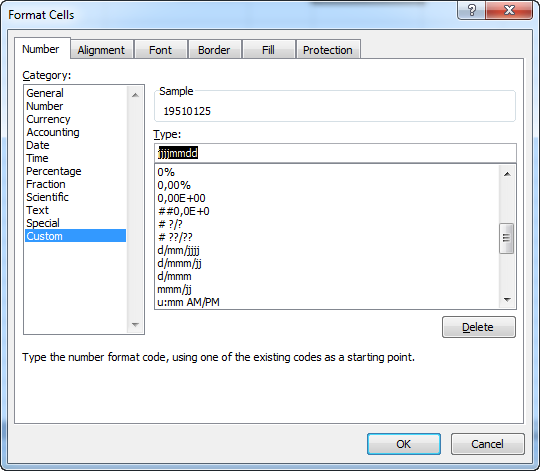 Format Cells
Number Alignment Font Border Fill Protection
Category:
General
Number
Currency
Accounting
Date
Time
Percentage
Fraction
Scientific
Text
Special
Custom
Sample
19510125
Type:
jjjjmmdd
0%
0,00%
0,00E+00
##0,0E+0
# ?/?
# ??/??
d/mm/jjjj
d/mmm/jj
d/mmm
mmm/jj
u:mm AM/PM
Delete
Type the number format code, using one of the existing codes as a starting point.
OK Cancel